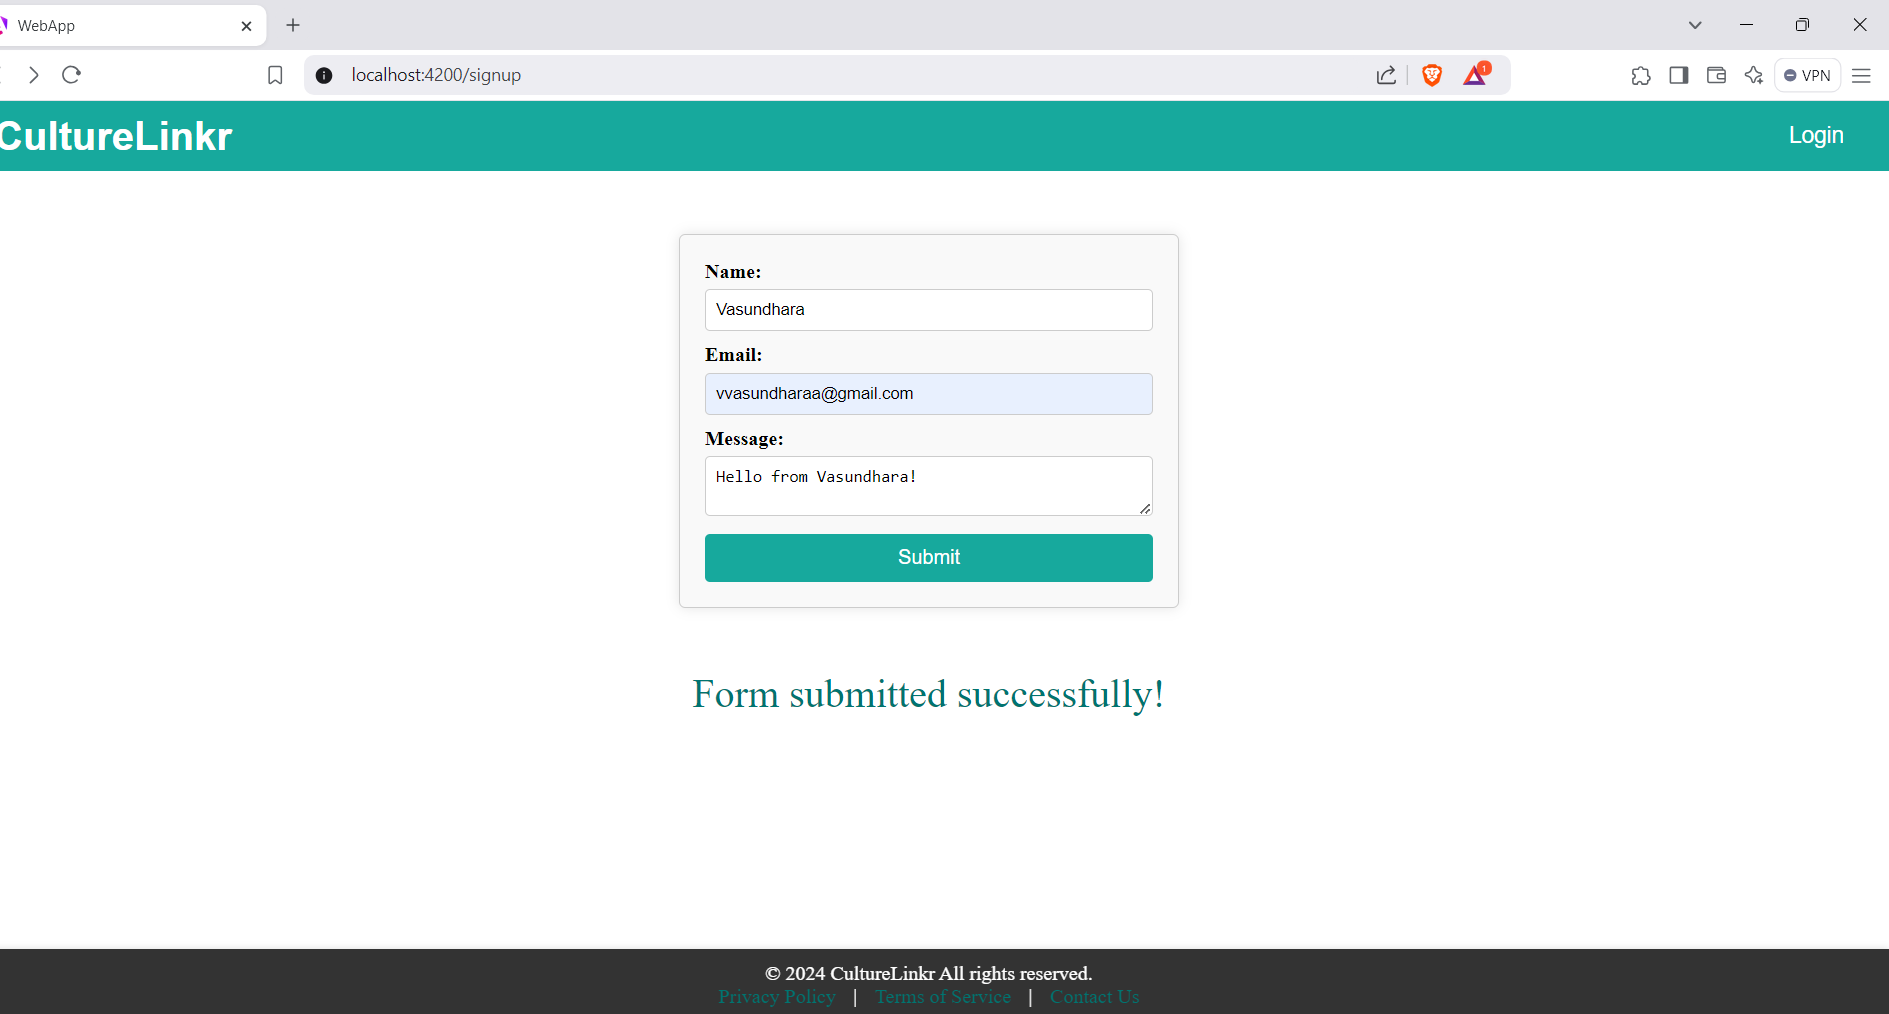 WebApp
localhost:4200/signup
1
VPN
CultureLinkr
Login
Name:
Vasundhara
Email:
vvasundharaa@gmail.com
Message:
Hello from Vasundhara!
Submit
Form submitted successfully!
© 2024 CultureLinkr All rights reserved.
Privacy Policy | Terms of Service | Contact Us